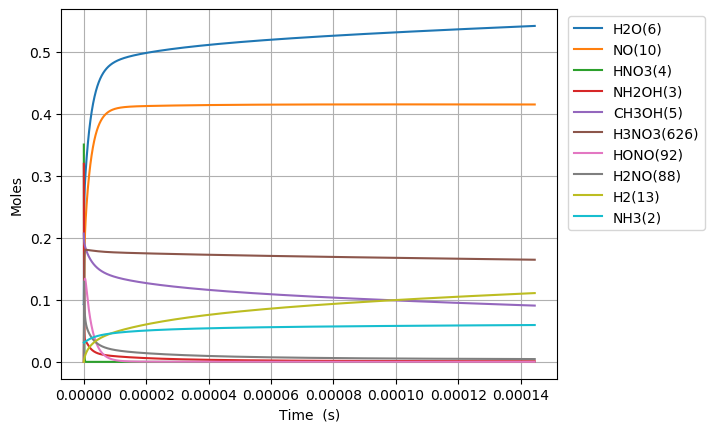 H2O(6)
NO(10)
HNO3(4)
NH2OH(3)
CH3OH(5)
H3NO3(626)
HONO(92)
H2NO(88)
H2(13)
NH3(2)
0.5
0.4
0.3
0.2
0.1
0.0
Moles
0.00000 0.00002 0.00004 0.00006 0.00008 0.00010 0.00012 0.00014
Time (s)